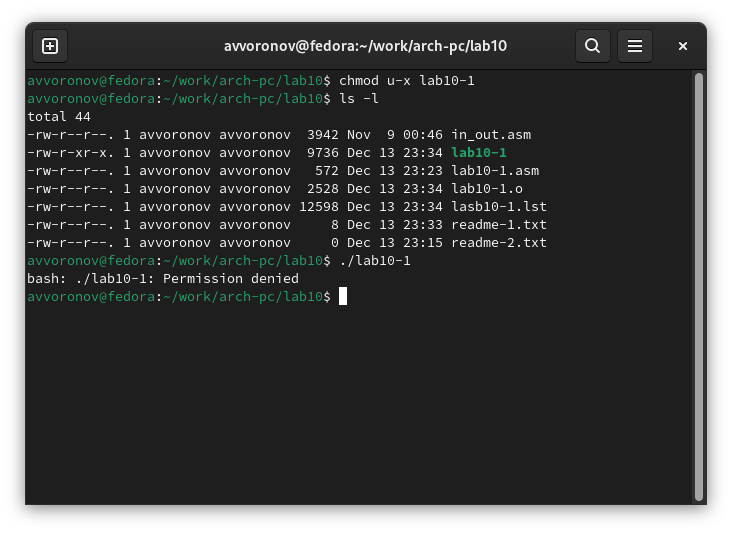 avvoronov@fedora:~/work/arch-pc/lab10
avvoronov@fedora:~/work/arch-pc/lab10$ chmod u-x lab10-1
avvoronov@fedora:~/work/arch-pc/lab10$ ls -l
total 44
-rw-r--r--. 1 avvoronov avvoronov  3942 Nov  9 00:46 in_out.asm
-rw-r-xr-x. 1 avvoronov avvoronov  9736 Dec 13 23:34 lab10-1
-rw-r--r--. 1 avvoronov avvoronov   572 Dec 13 23:23 lab10-1.asm
-rw-r--r--. 1 avvoronov avvoronov  2528 Dec 13 23:34 lab10-1.o
-rw-r--r--. 1 avvoronov avvoronov 12598 Dec 13 23:34 lasb10-1.lst
-rw-r--r--. 1 avvoronov avvoronov     8 Dec 13 23:33 readme-1.txt
-rw-r--r--. 1 avvoronov avvoronov     0 Dec 13 23:15 readme-2.txt
avvoronov@fedora:~/work/arch-pc/lab10$ ./lab10-1
bash: ./lab10-1: Permission denied
avvoronov@fedora:~/work/arch-pc/lab10$